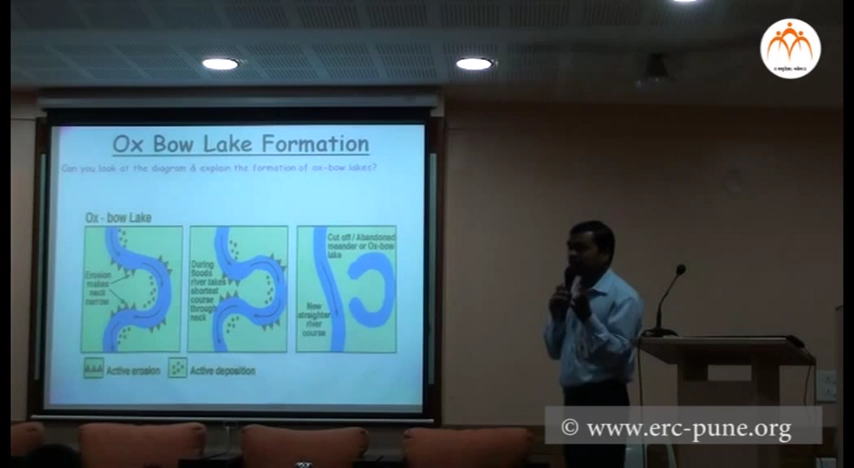 Ox Bow Lake Formation
Can you look at the diagram & explain the formation of ox-bow lakes?
Ox - bow Lake
Erosion
makes
neck
narrow
During
floods
river takes
shortest
course
through
neck
Cut off / Abandoned
meander or Ox-bow
lake
New
straighter
river
course
Active erosion
Active deposition
© www.erc-pune.org